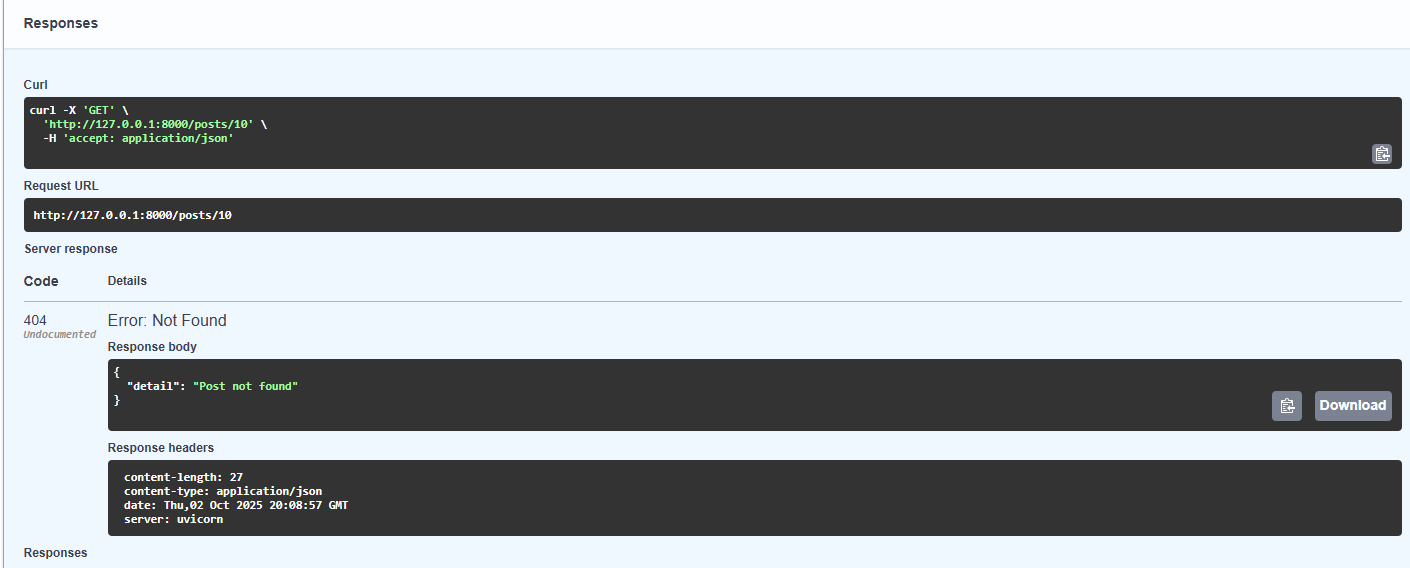 Responses
Curl
curl -X 'GET' \
  'http://127.0.0.1:8000/posts/10' \
  -H 'accept: application/json'
Request URL
http://127.0.0.1:8000/posts/10
Server response
Code Details
404 Error: Not Found
Undocumented
Response body
{
  "detail": "Post not found"
}
Download
Response headers
content-length: 27
content-type: application/json
date: Thu,02 Oct 2025 20:08:57 GMT
server: uvicorn
Responses